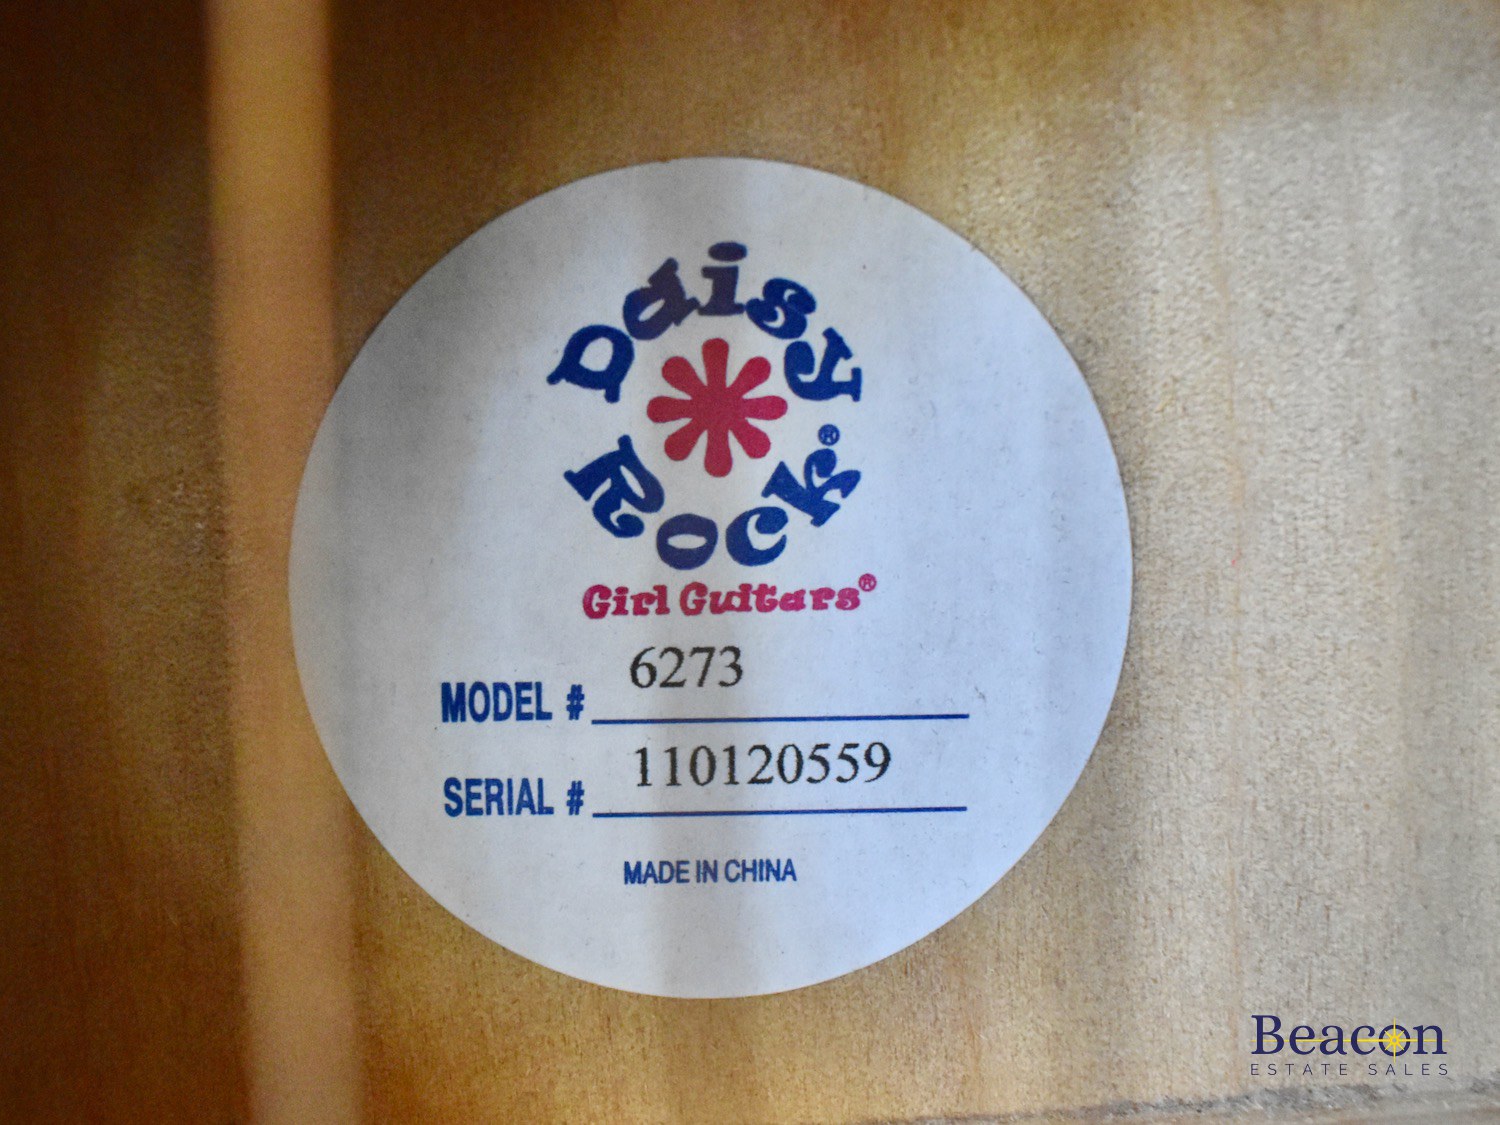 Daisy
Rock®
Girl Guitars®
MODEL # 6273
SERIAL # 110120559
MADE IN CHINA
Beacon
ESTATE SALES